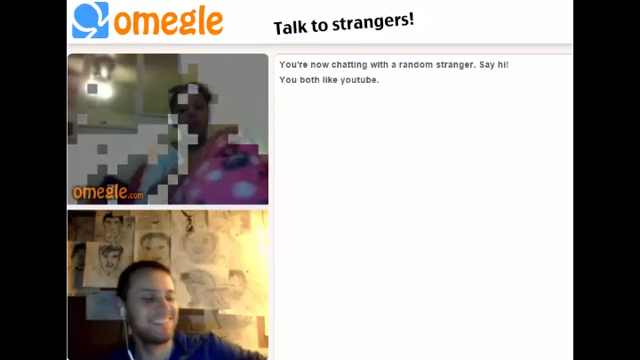 omegle
Talk to strangers!
You're now chatting with a random stranger. Say hi!
You both like youtube.
omegle.com